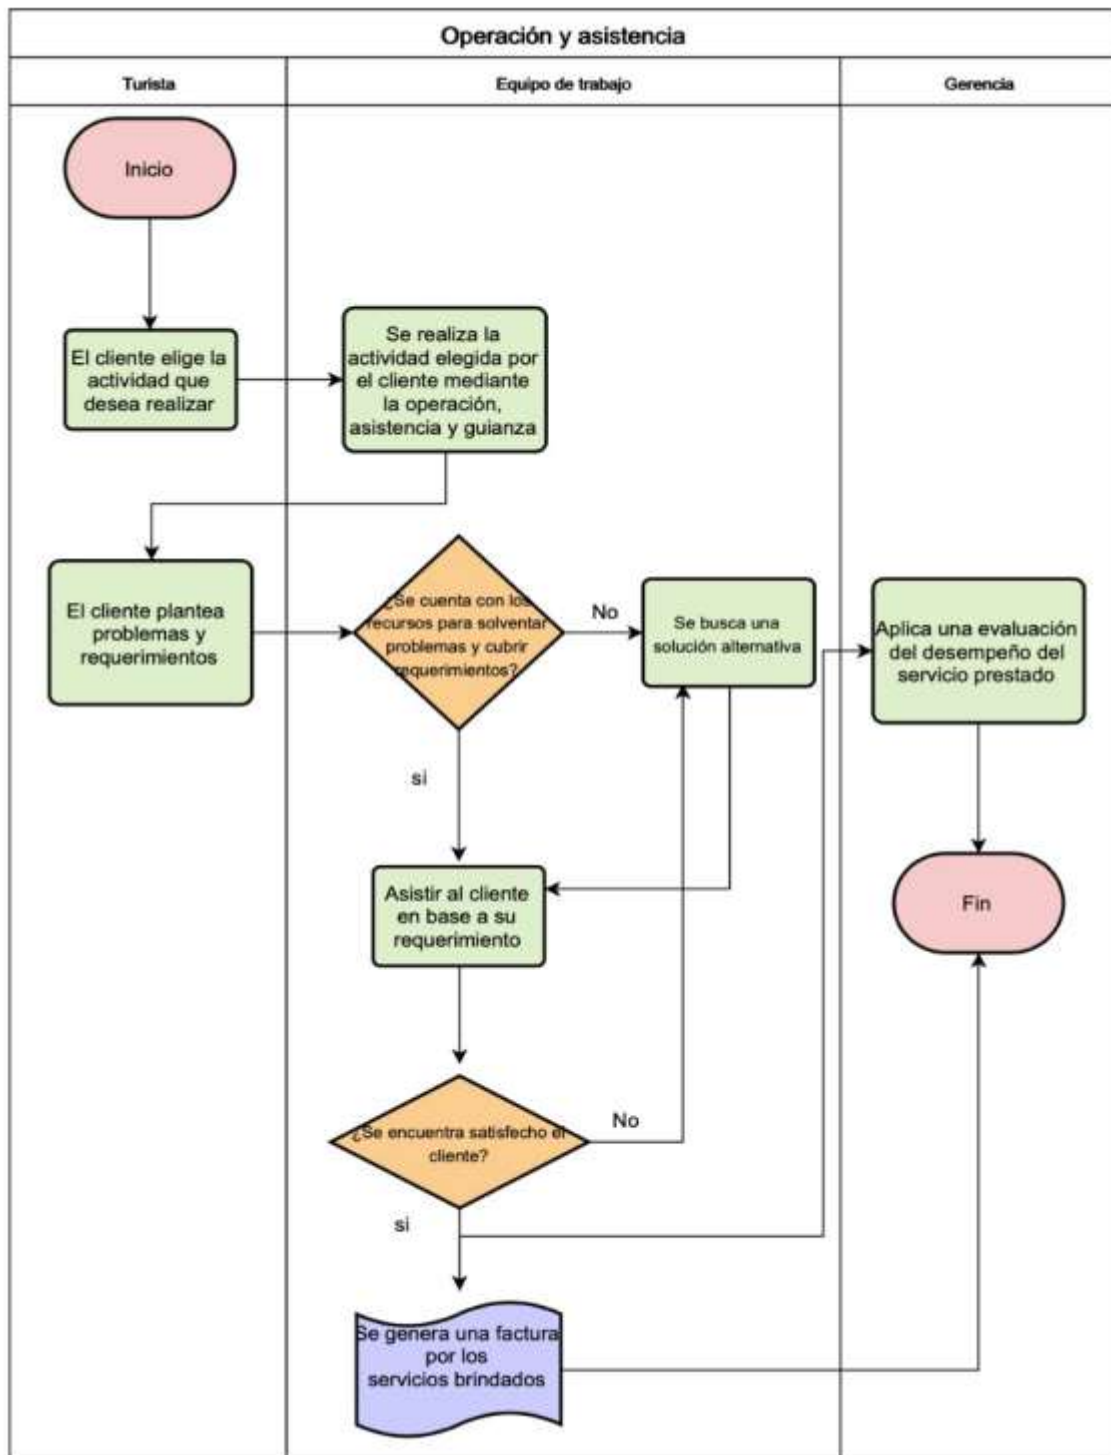 Operación y asistencia
Turista
Equipo de trabajo
Gerencia
Inicio
El cliente elige la
actividad que
desea realizar
Se realiza la
actividad elegida por
el cliente mediante
la operación,
asistencia y guianza
El cliente plantea
problemas y
requerimientos
¿Se cuenta con los
recursos para solventar
problemas y cubrir
requerimientos?
No
Se busca una
solución alternativa
Aplica una evaluación
del desempeño del
servicio prestado
si
Asistir al cliente
en base a su
requerimiento
Fin
¿Se encuentra satisfecho el
cliente?
No
si
Se genera una factura
por los
servicios brindados